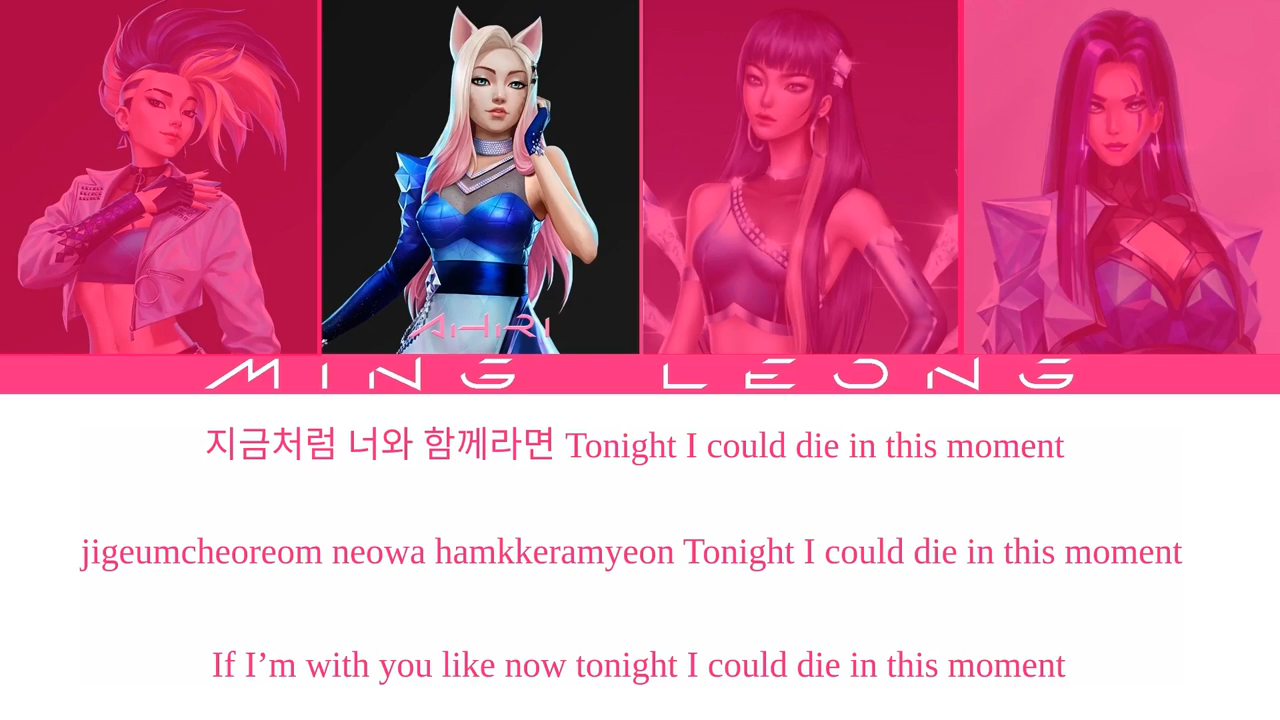 AHRI
MING LEONG
지금처럼 너와 함께라면 Tonight I could die in this moment
jigeumcheoreom neowa hamkkeramyeon Tonight I could die in this moment
If I’m with you like now tonight I could die in this moment